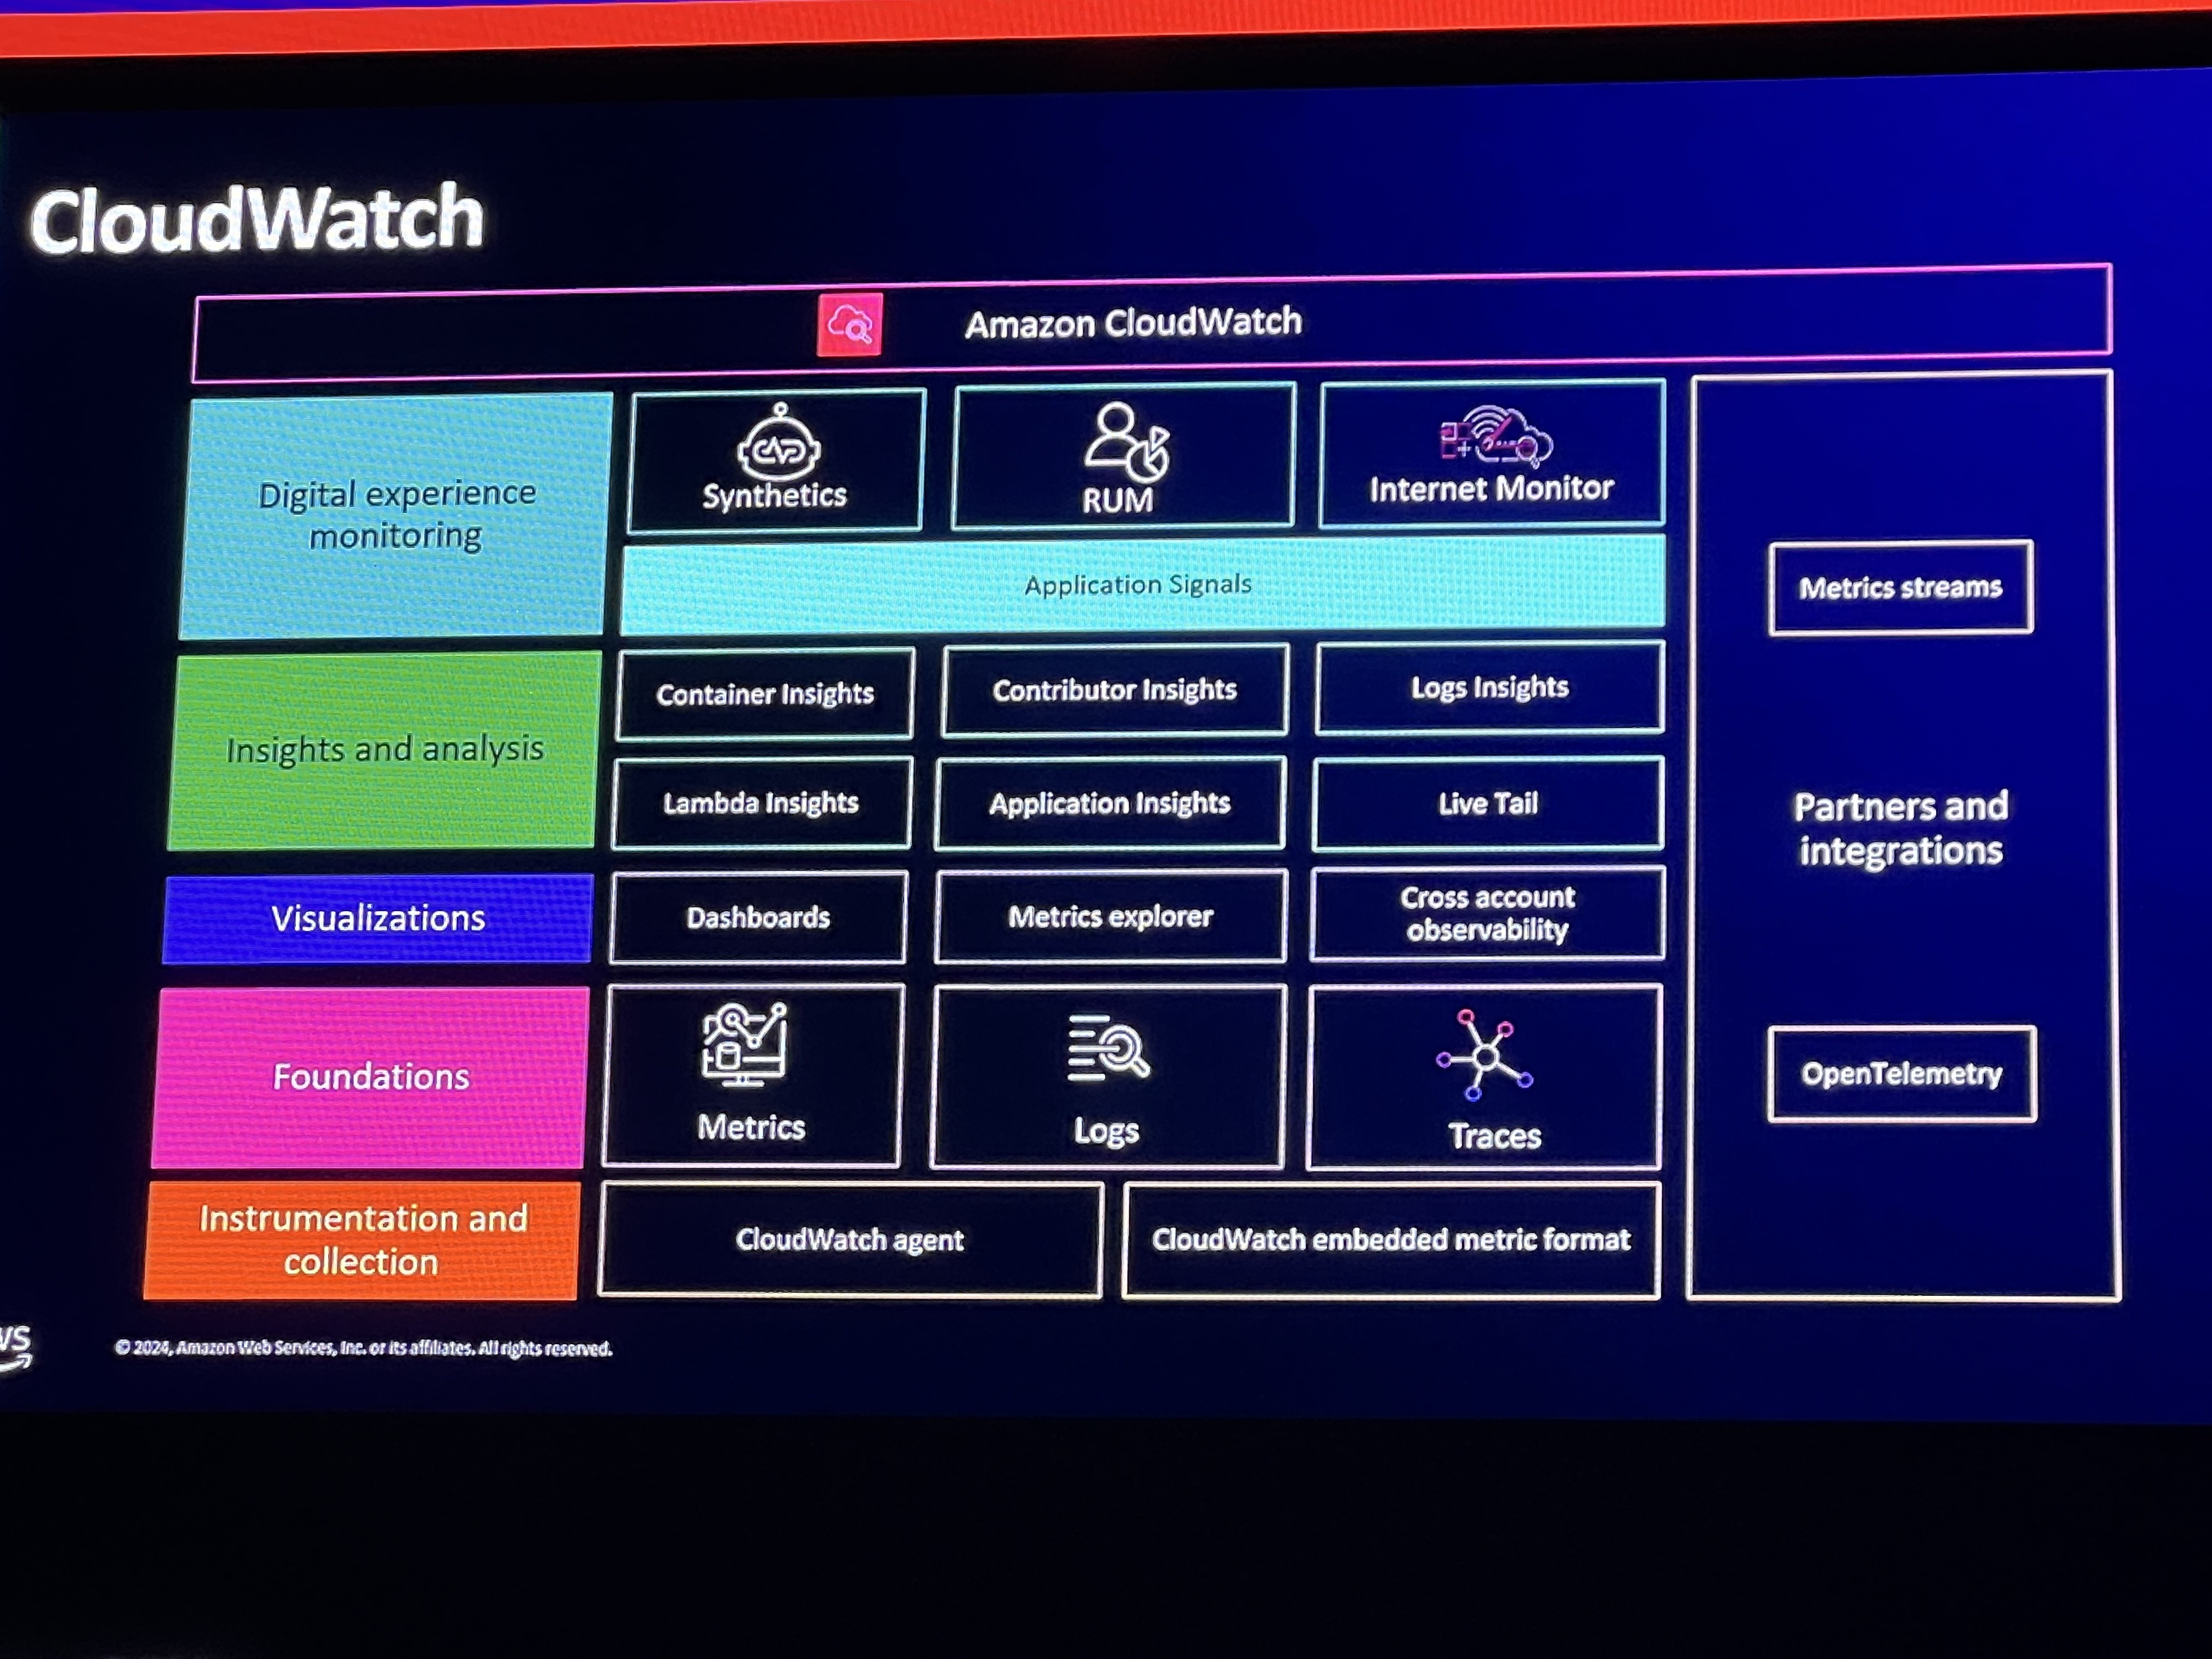 CloudWatch
Amazon CloudWatch
Digital experience
monitoring
Synthetics
RUM
Internet Monitor
Application Signals
Insights and analysis
Container Insights
Contributor Insights
Logs Insights
Lambda Insights
Application Insights
Live Tail
Visualizations
Dashboards
Metrics explorer
Cross account
observability
Foundations
Metrics
Logs
Traces
Instrumentation and
collection
CloudWatch agent
CloudWatch embedded metric format
Metrics streams
Partners and
integrations
OpenTelemetry
© 2024, Amazon Web Services, Inc. or its affiliates. All rights reserved.